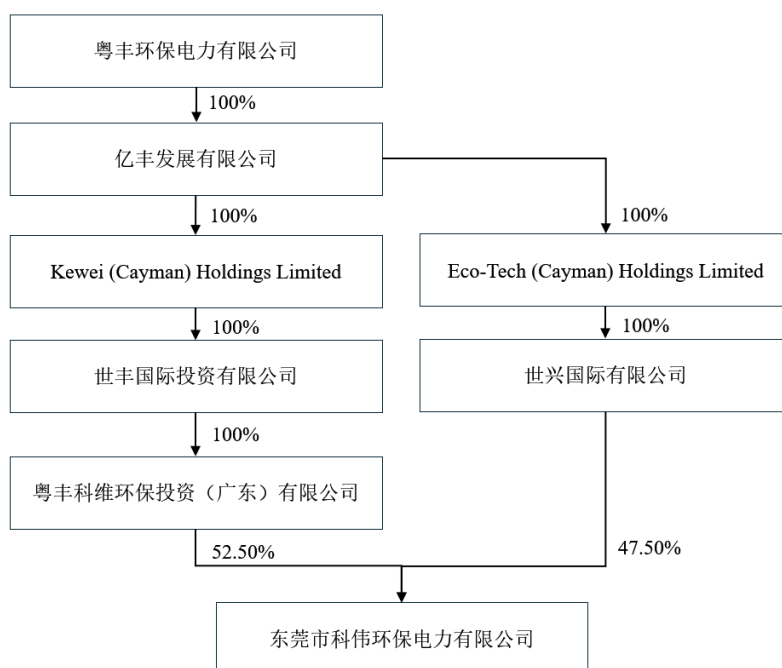 粤丰环保电力有限公司
100%
亿丰发展有限公司
100%
100%
Kewei (Cayman) Holdings Limited
Eco-Tech (Cayman) Holdings Limited
100%
100%
世丰国际投资有限公司
世兴国际有限公司
100%
粤丰科维环保投资（广东）有限公司
52.50%
47.50%
东莞市科伟环保电力有限公司